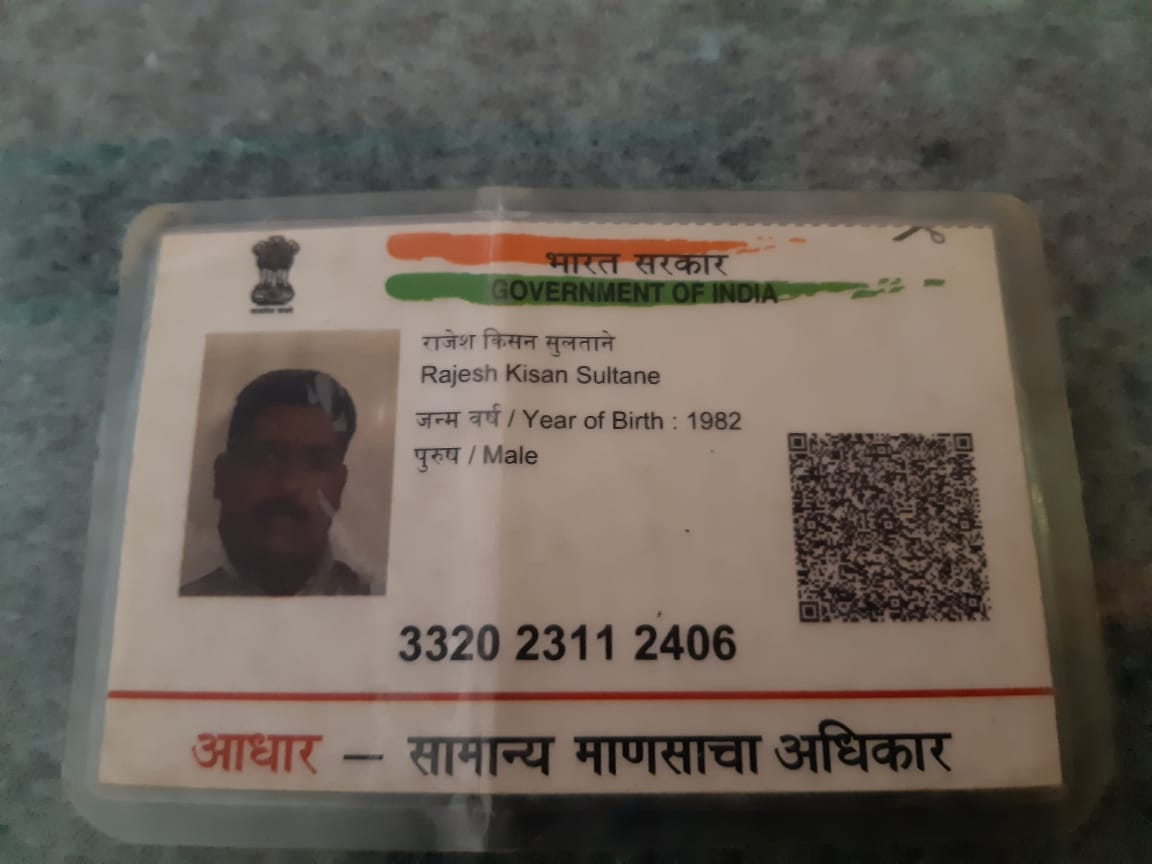 भारत सरकार
GOVERNMENT OF INDIA
राजेश किसन सुलताने
Rajesh Kisan Sultane
जन्म वर्ष / Year of Birth : 1982
पुरुष / Male
3320 2311 2406
आधार — सामान्य माणसाचा अधिकार